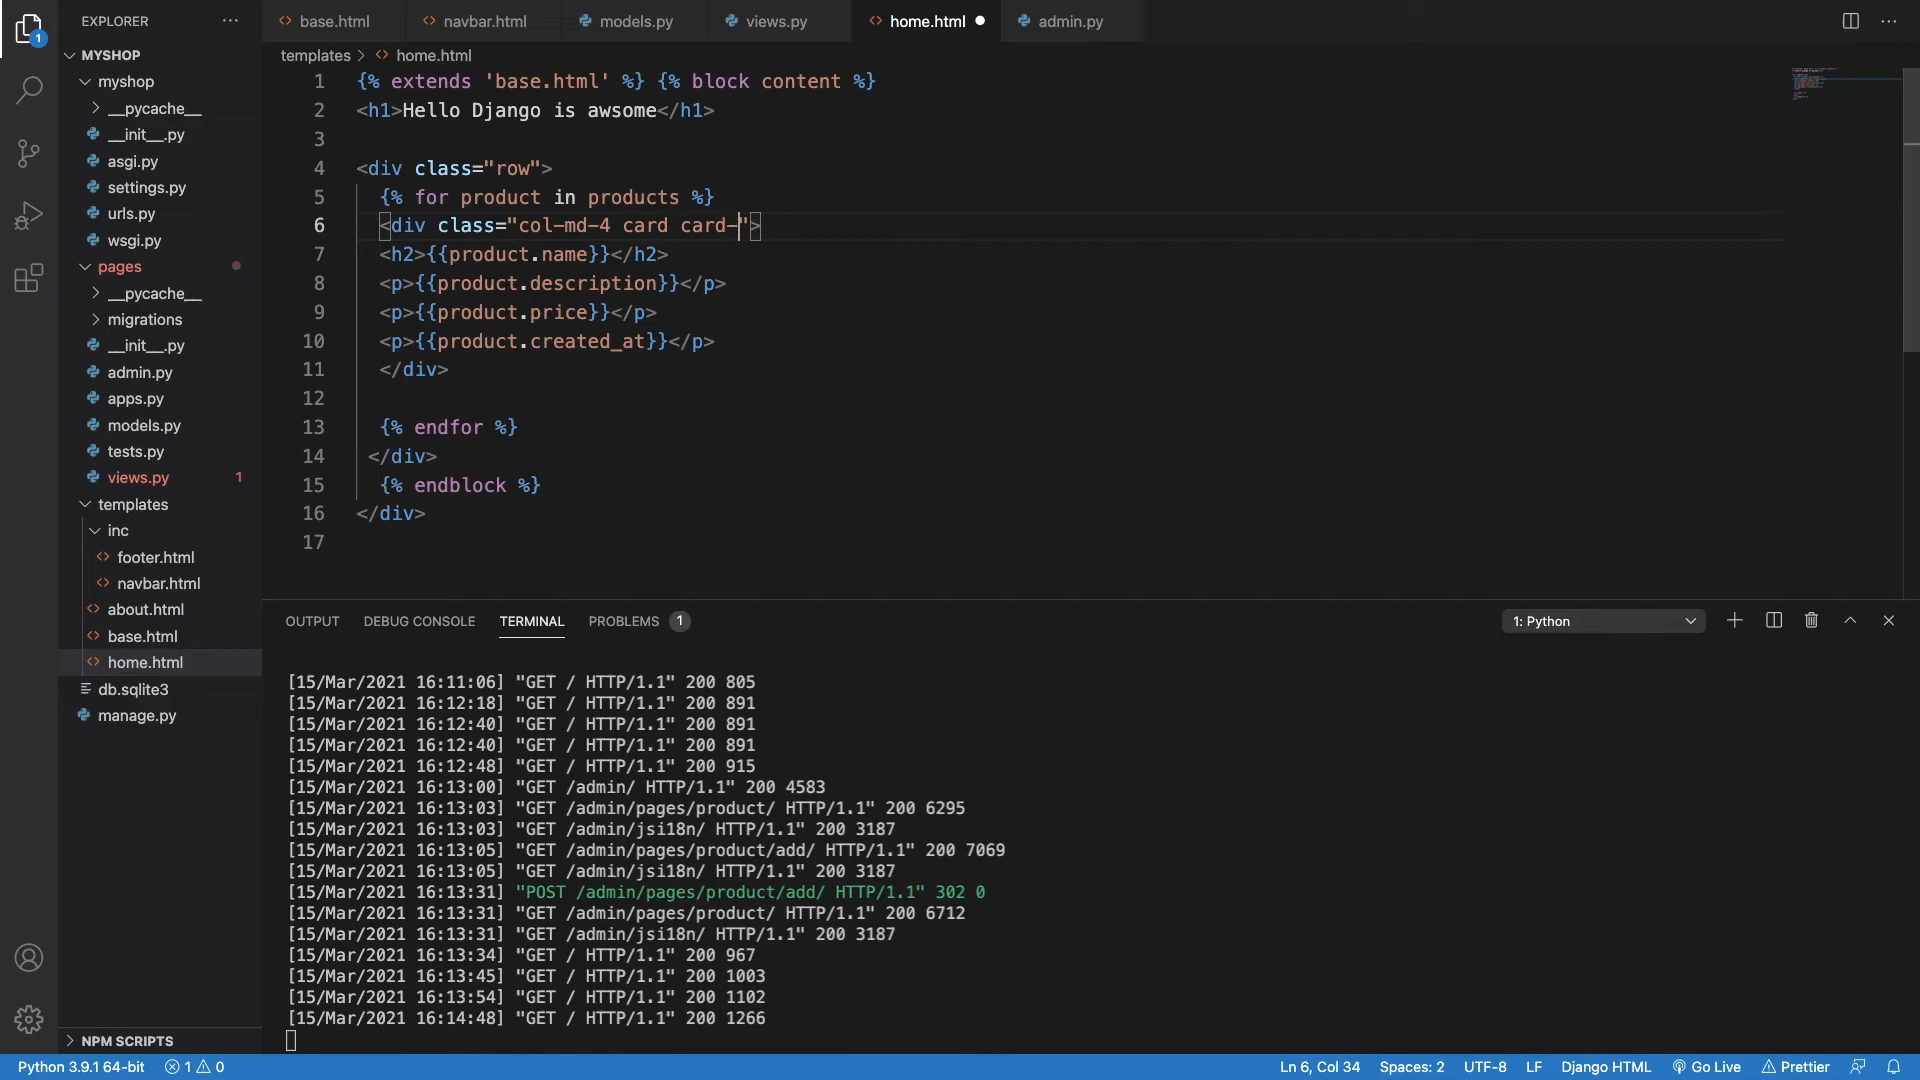 EXPLORER
1
MYSHOP
myshop
__pycache__
__init__.py
asgi.py
settings.py
urls.py
wsgi.py
pages
__pycache__
migrations
__init__.py
admin.py
apps.py
models.py
tests.py
views.py 1
templates
inc
footer.html
navbar.html
about.html
base.html
home.html
db.sqlite3
manage.py
NPM SCRIPTS
base.html navbar.html models.py views.py home.html admin.py
templates > home.html
1 {% extends 'base.html' %} {% block content %}
2 <h1>Hello Django is awsome</h1>
3
4 <div class="row">
5 {% for product in products %}
6 <div class="col-md-4 card card-">
7 <h2>{{product.name}}</h2>
8 <p>{{product.description}}</p>
9 <p>{{product.price}}</p>
10 <p>{{product.created_at}}</p>
11 </div>
12
13 {% endfor %}
14 </div>
15 {% endblock %}
16 </div>
17
OUTPUT DEBUG CONSOLE TERMINAL PROBLEMS 1
1: Python
[15/Mar/2021 16:11:06] "GET / HTTP/1.1" 200 805
[15/Mar/2021 16:12:18] "GET / HTTP/1.1" 200 891
[15/Mar/2021 16:12:40] "GET / HTTP/1.1" 200 891
[15/Mar/2021 16:12:40] "GET / HTTP/1.1" 200 891
[15/Mar/2021 16:12:48] "GET / HTTP/1.1" 200 915
[15/Mar/2021 16:13:00] "GET /admin/ HTTP/1.1" 200 4583
[15/Mar/2021 16:13:03] "GET /admin/pages/product/ HTTP/1.1" 200 6295
[15/Mar/2021 16:13:03] "GET /admin/jsi18n/ HTTP/1.1" 200 3187
[15/Mar/2021 16:13:05] "GET /admin/pages/product/add/ HTTP/1.1" 200 7069
[15/Mar/2021 16:13:05] "GET /admin/jsi18n/ HTTP/1.1" 200 3187
[15/Mar/2021 16:13:31] "POST /admin/pages/product/add/ HTTP/1.1" 302 0
[15/Mar/2021 16:13:31] "GET /admin/pages/product/ HTTP/1.1" 200 6712
[15/Mar/2021 16:13:31] "GET /admin/jsi18n/ HTTP/1.1" 200 3187
[15/Mar/2021 16:13:34] "GET / HTTP/1.1" 200 967
[15/Mar/2021 16:13:45] "GET / HTTP/1.1" 200 1003
[15/Mar/2021 16:13:54] "GET / HTTP/1.1" 200 1102
[15/Mar/2021 16:14:48] "GET / HTTP/1.1" 200 1266
Python 3.9.1 64-bit 1 0 Ln 6, Col 34 Spaces: 2 UTF-8 LF Django HTML Go Live Prettier